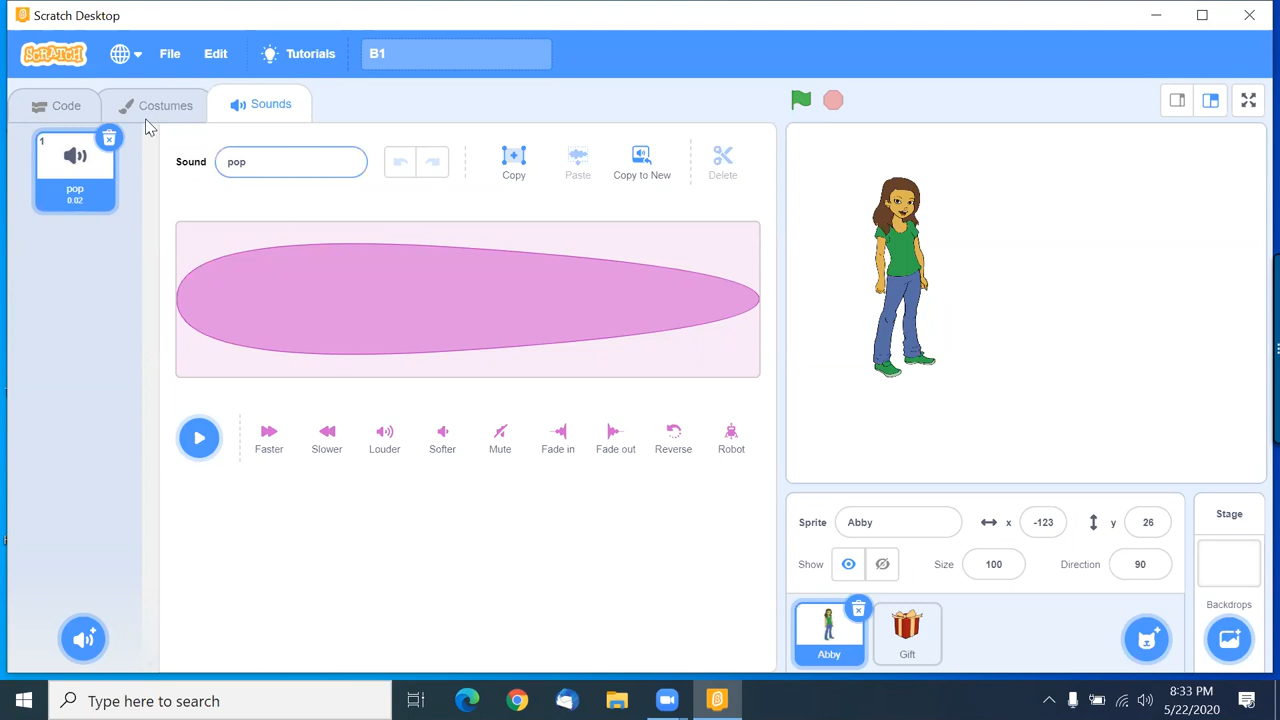 Scratch Desktop
SCRATCH File Edit Tutorials B1
Code Costumes Sounds
1
pop
0.02
Sound pop
Copy Paste Copy to New Delete
Faster Slower Louder Softer Mute Fade in Fade out Reverse Robot
Sprite Abby x -123 y 26
Show Size 100 Direction 90
Abby Gift
Stage
Backdrops
Type here to search
8:33 PM
5/22/2020